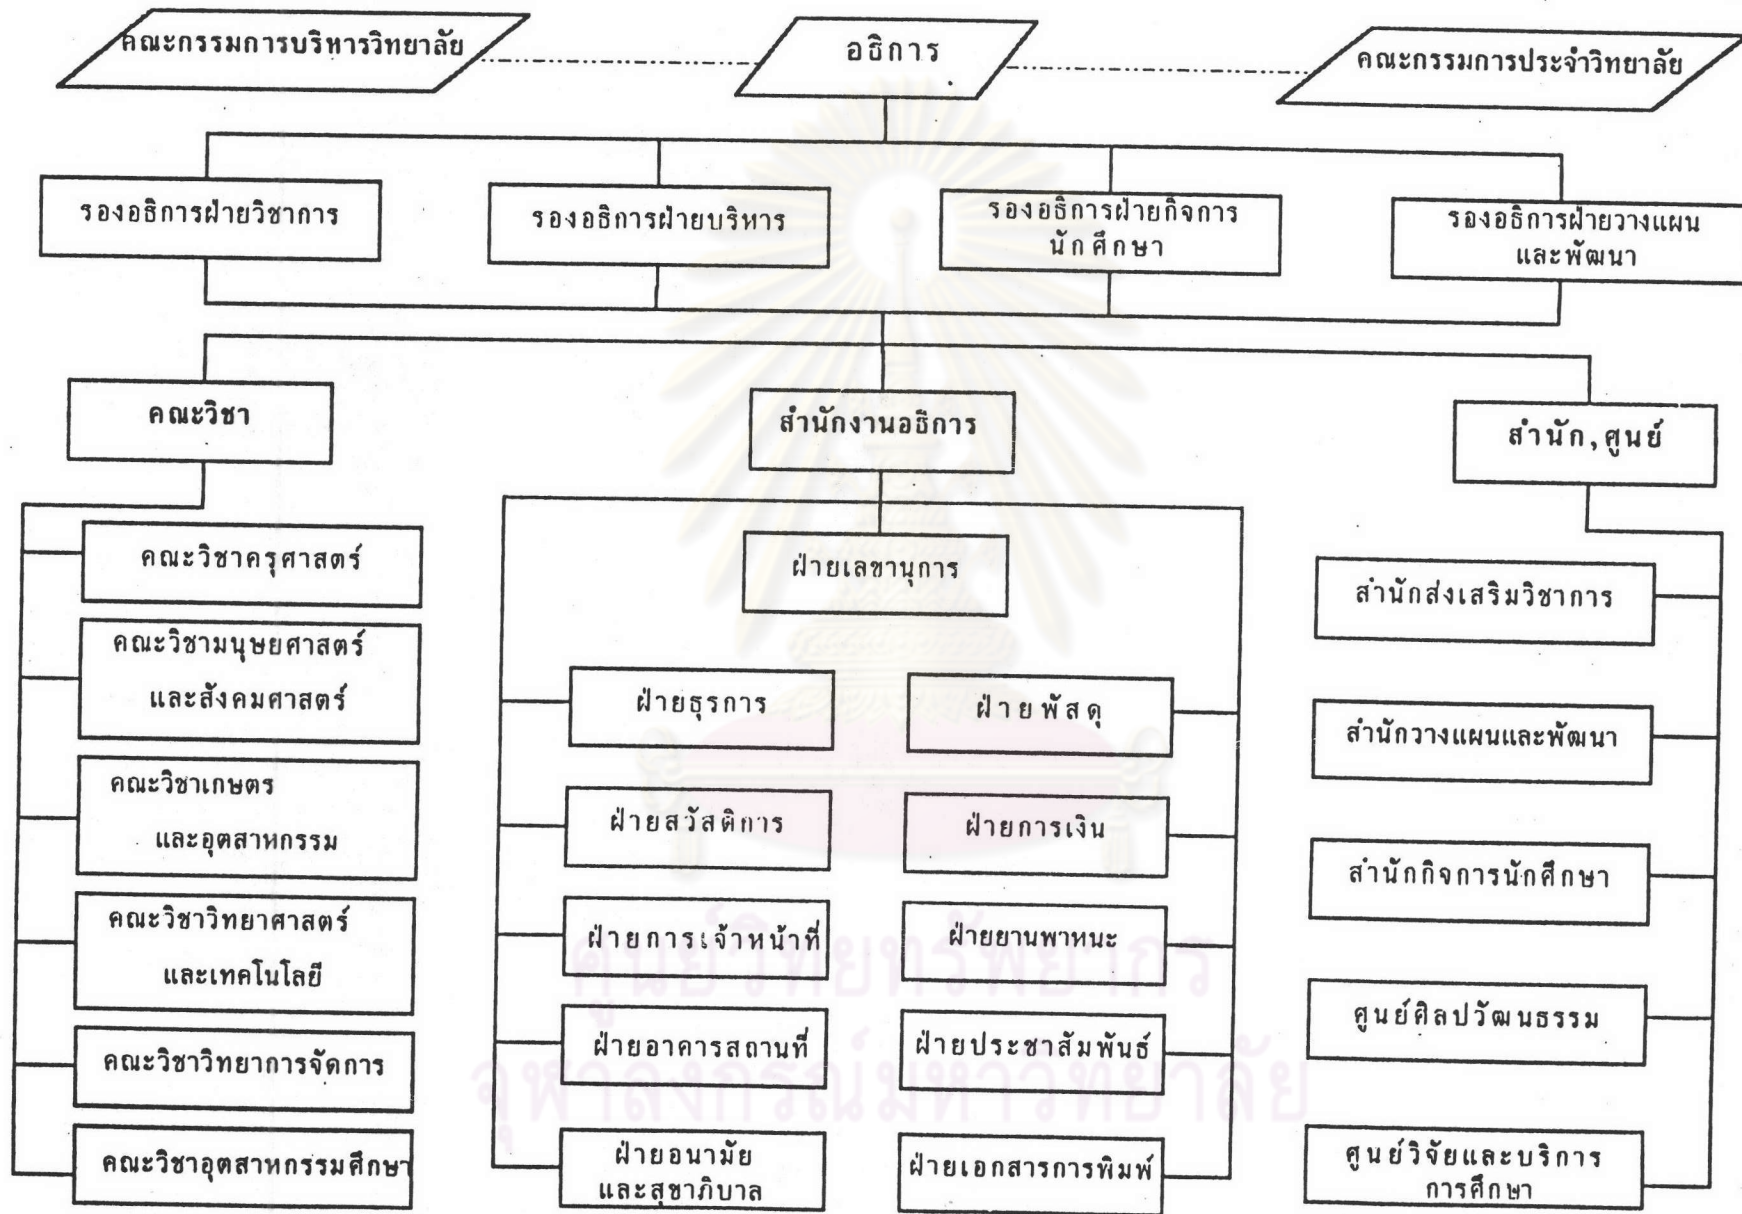 คณะกรรมการบริหารวิทยาลัย
อธิการ
คณะกรรมการประจำวิทยาลัย
รองอธิการฝ่ายวิชาการ
รองอธิการฝ่ายบริหาร
รองอธิการฝ่ายกิจการ
นักศึกษา
รองอธิการฝ่ายวางแผน
และพัฒนา
คณะวิชา
สำนักงานอธิการ
สำนัก,ศูนย์
คณะวิชาครุศาสตร์
คณะวิชามนุษยศาสตร์
และสังคมศาสตร์
คณะวิชาเกษตร
และอุตสาหกรรม
คณะวิชาวิทยาศาสตร์
และเทคโนโลยี
คณะวิชาวิทยาการจัดการ
คณะวิชาอุตสาหกรรมศึกษา
ฝ่ายเลขานุการ
ฝ่ายธุรการ
ฝ่ายพัสดุ
ฝ่ายสวัสดิการ
ฝ่ายการเงิน
ฝ่ายการเจ้าหน้าที่
ฝ่ายยานพาหนะ
ฝ่ายอาคารสถานที่
ฝ่ายประชาสัมพันธ์
ฝ่ายอนามัย
และสุขาภิบาล
ฝ่ายเอกสารการพิมพ์
สำนักส่งเสริมวิชาการ
สำนักวางแผนและพัฒนา
สำนักกิจการนักศึกษา
ศูนย์ศิลปวัฒนธรรม
ศูนย์วิจัยและบริการ
การศึกษา
ศูนย์วิทยทรัพยากร
จุฬาลงกรณ์มหาวิทยาลัย